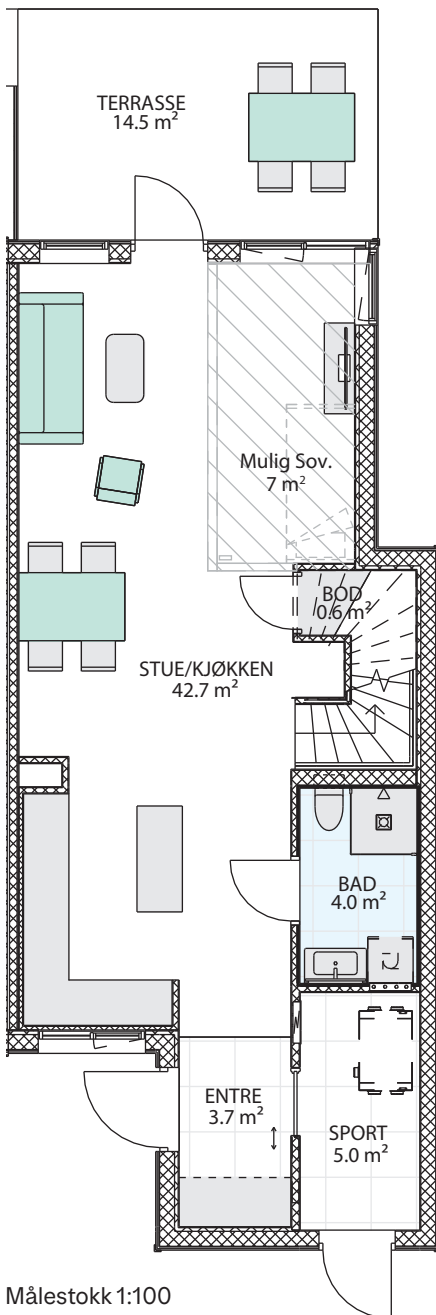 TERRASSE
14.5 m²
Mulig Sov.
7 m²
BOD
0.6 m²
STUE/KJØKKEN
42.7 m²
BAD
4.0 m²
ENTRE
3.7 m²
SPORT
5.0 m²
Målestokk 1:100